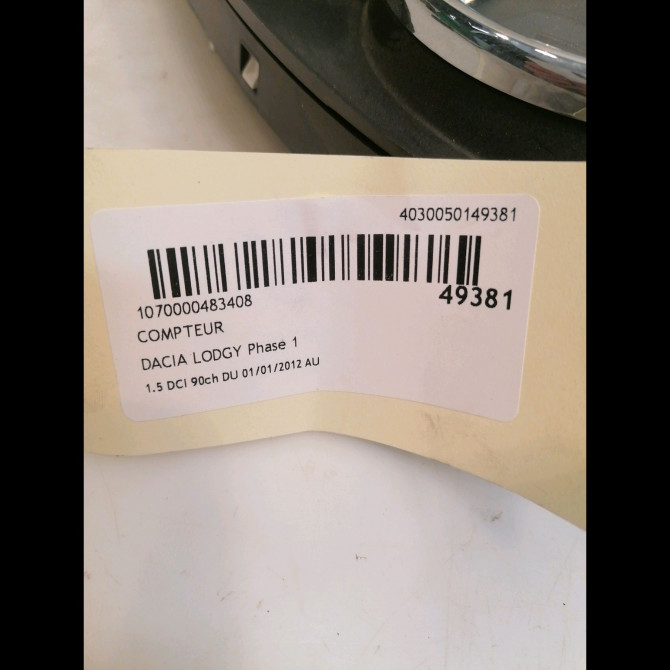 4030050149381
1070000483408
49381
COMPTEUR
DACIA LODGY Phase 1
1.5 DCI 90ch DU 01/01/2012 AU